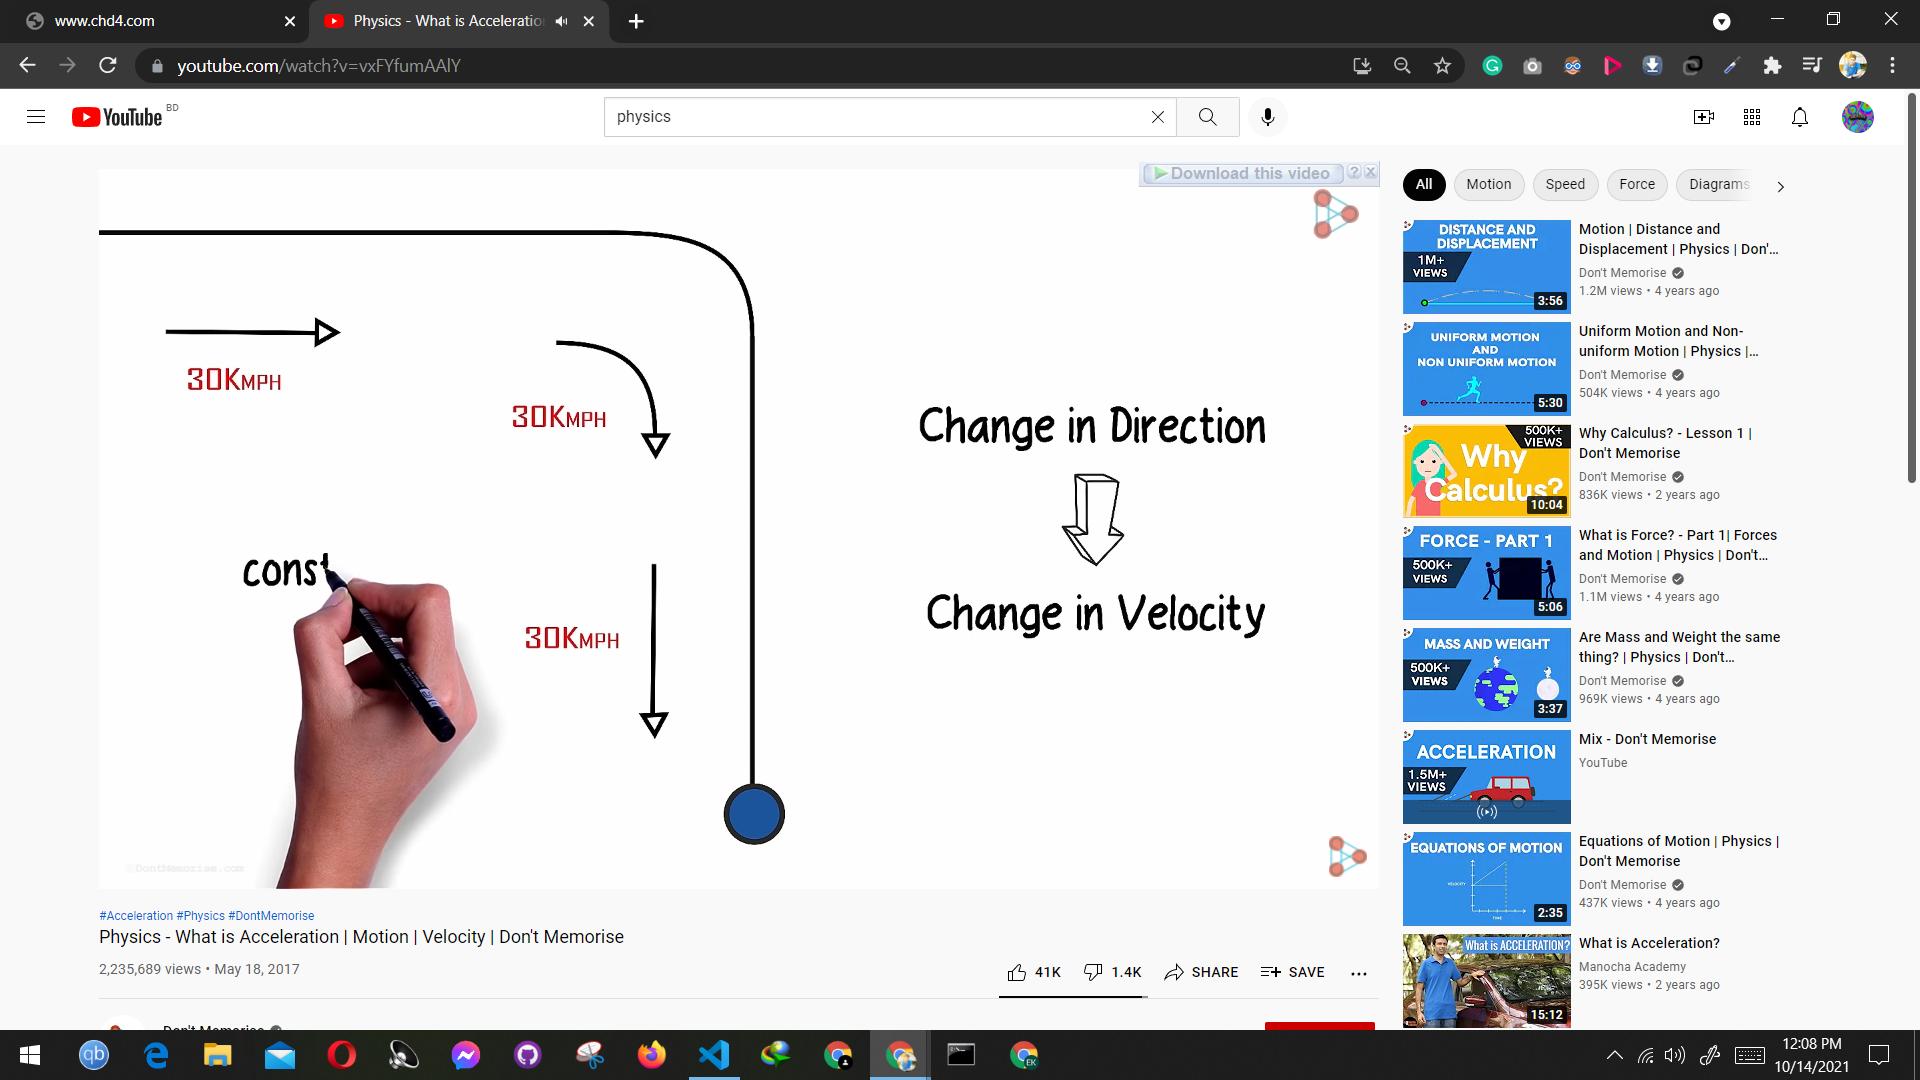 www.chd4.com
Physics - What is Acceleratio
youtube.com/watch?v=vxFYfumAAlY
YouTube BD
physics
Download this video
30KMPH
30KMPH
30KMPH
const
Change in Direction
Change in Velocity
©DontMemorise.com
#Acceleration #Physics #DontMemorise
Physics - What is Acceleration | Motion | Velocity | Don't Memorise
2,235,689 views • May 18, 2017
41K
1.4K
SHARE
SAVE
Don't Memorise
All
Motion
Speed
Force
Diagrams
DISTANCE AND
DISPLACEMENT
1M+
VIEWS
3:56
Motion | Distance and
Displacement | Physics | Don'...
Don't Memorise
1.2M views • 4 years ago
UNIFORM MOTION
AND
NON UNIFORM MOTION
5:30
Uniform Motion and Non-
uniform Motion | Physics |...
Don't Memorise
504K views • 4 years ago
500K+
VIEWS
Why
Calculus?
10:04
Why Calculus? - Lesson 1 |
Don't Memorise
Don't Memorise
836K views • 2 years ago
FORCE - PART 1
500K+
VIEWS
5:06
What is Force? - Part 1| Forces
and Motion | Physics | Don't...
Don't Memorise
1.1M views • 4 years ago
MASS AND WEIGHT
500K+
VIEWS
3:37
Are Mass and Weight the same
thing? | Physics | Don't...
Don't Memorise
969K views • 4 years ago
ACCELERATION
1.5M+
VIEWS
Mix - Don't Memorise
YouTube
EQUATIONS OF MOTION
VELOCITY
TIME
2:35
Equations of Motion | Physics |
Don't Memorise
Don't Memorise
437K views • 4 years ago
What is ACCELERATION?
15:12
What is Acceleration?
Manocha Academy
395K views • 2 years ago
qb
EK
12:08 PM
10/14/2021